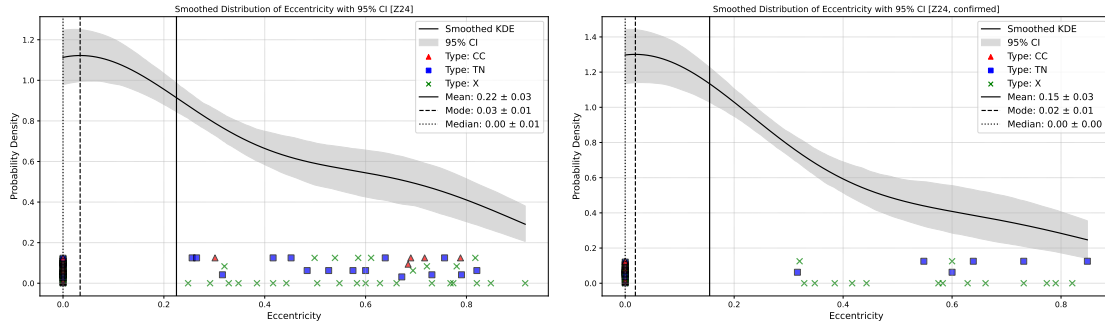 Smoothed Distribution of Eccentricity with 95% CI [Z24]
Smoothed KDE
95% CI
Type: CC
Type: TN
Type: X
Mean: 0.22 ± 0.03
Mode: 0.03 ± 0.01
Median: 0.00 ± 0.01
Probability Density
1.2
1.0
0.8
0.6
0.4
0.2
0.0
0.0 0.2 0.4 0.6 0.8
Eccentricity
Smoothed Distribution of Eccentricity with 95% CI [Z24, confirmed]
Smoothed KDE
95% CI
Type: CC
Type: TN
Type: X
Mean: 0.15 ± 0.03
Mode: 0.02 ± 0.01
Median: 0.00 ± 0.00
Probability Density
1.4
1.2
1.0
0.8
0.6
0.4
0.2
0.0
0.0 0.2 0.4 0.6 0.8
Eccentricity